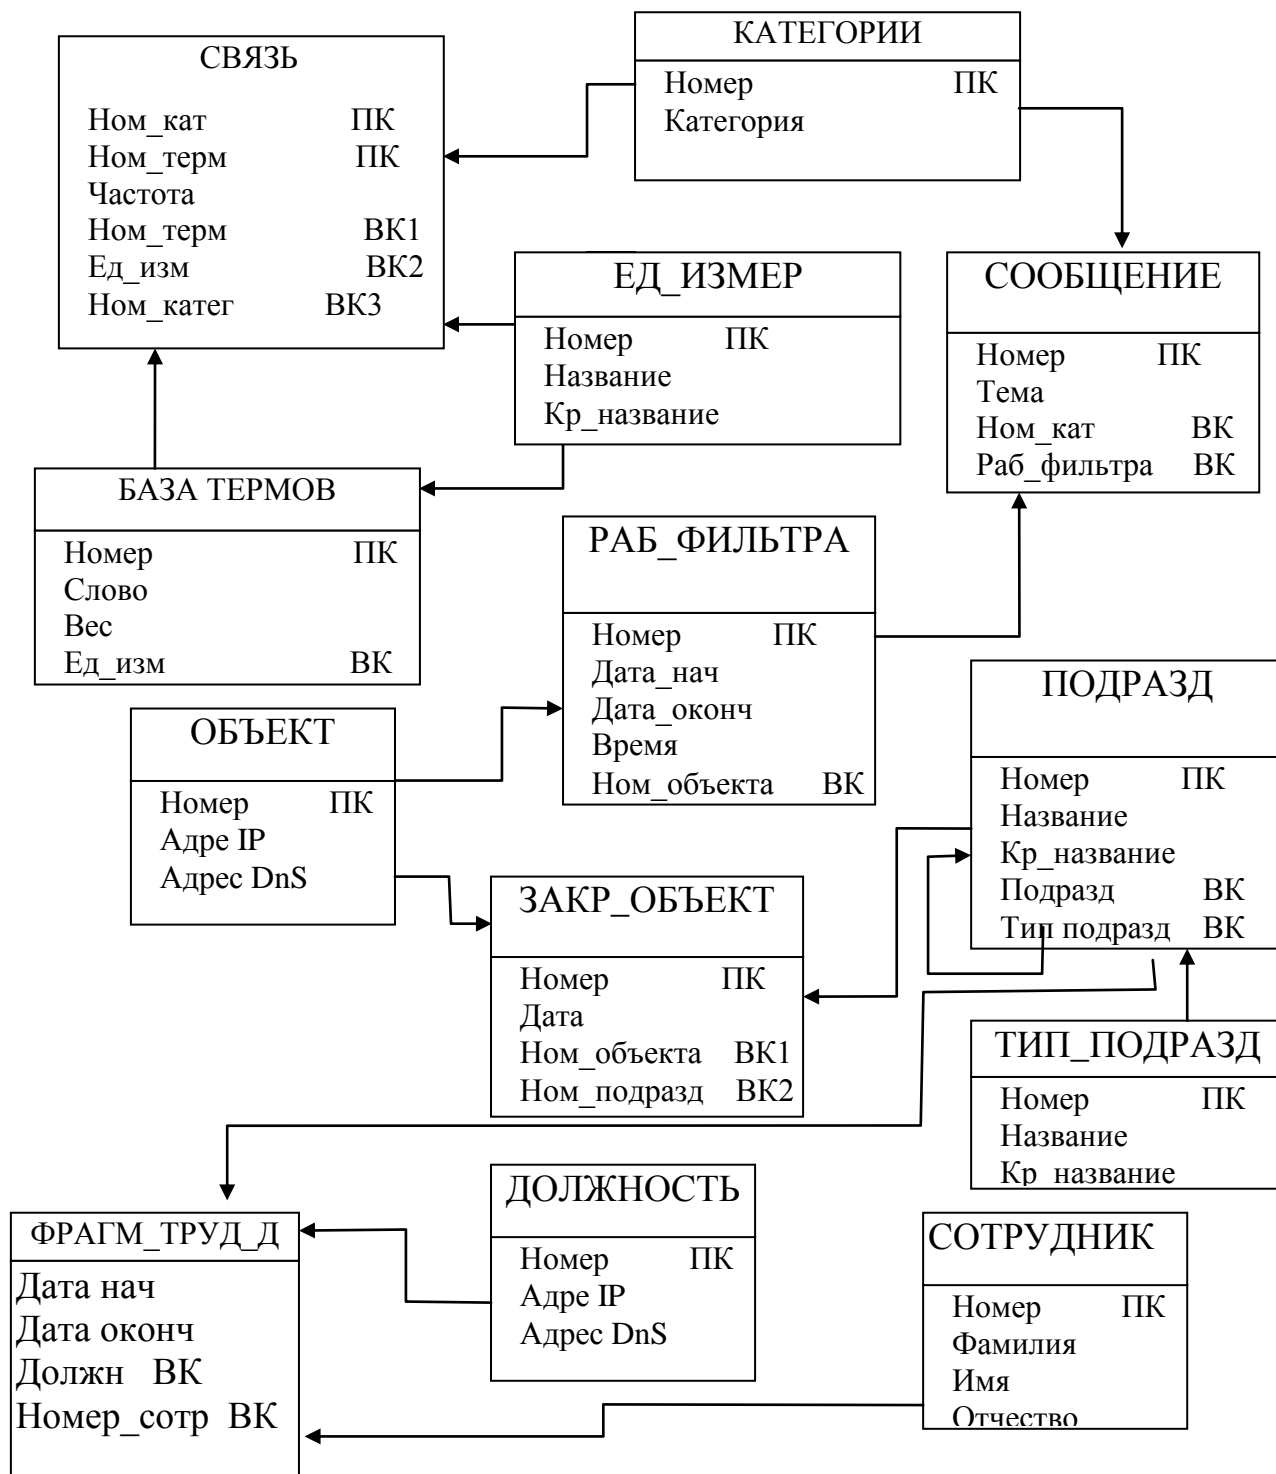 СВЯЗЬ
Ном_кат ПК
Ном_терм ПК
Частота
Ном_терм ВК1
Ед_изм ВК2
Ном_катег ВК3
КАТЕГОРИИ
Номер ПК
Категория
ЕД_ИЗМЕР
Номер ПК
Название
Кр_название
СООБЩЕНИЕ
Номер ПК
Тема
Ном_кат ВК
Раб_фильтра ВК
БАЗА ТЕРМОВ
Номер ПК
Слово
Вес
Ед_изм ВК
РАБ_ФИЛЬТРА
Номер ПК
Дата_нач
Дата_оконч
Время
Ном_объекта ВК
ОБЪЕКТ
Номер ПК
Адре IP
Адрес DnS
ПОДРАЗД
Номер ПК
Название
Кр_название
Подразд ВК
Тип подразд ВК
ЗАКР_ОБЪЕКТ
Номер ПК
Дата
Ном_объекта ВК1
Ном_подразд ВК2
ТИП_ПОДРАЗД
Номер ПК
Название
Кр название
ДОЛЖНОСТЬ
Номер ПК
Адре IP
Адрес DnS
ФРАГМ_ТРУД_Д
Дата нач
Дата оконч
Должн ВК
Номер_сотр ВК
СОТРУДНИК
Номер ПК
Фамилия
Имя
Отчество